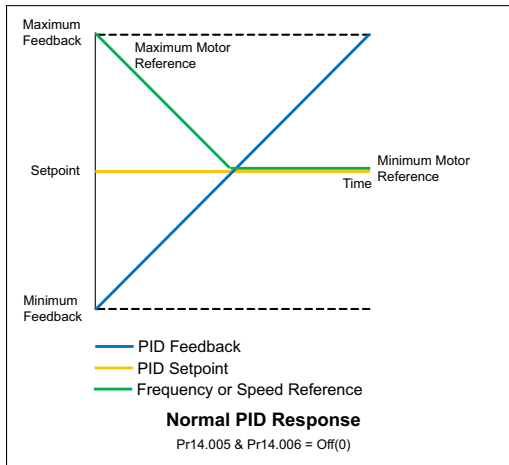 Maximum
Feedback
Maximum Motor
Reference
Setpoint
Minimum Motor
Reference
Time
Minimum
Feedback
PID Feedback
PID Setpoint
Frequency or Speed Reference
Normal PID Response
Pr14.005 & Pr14.006 = Off(0)